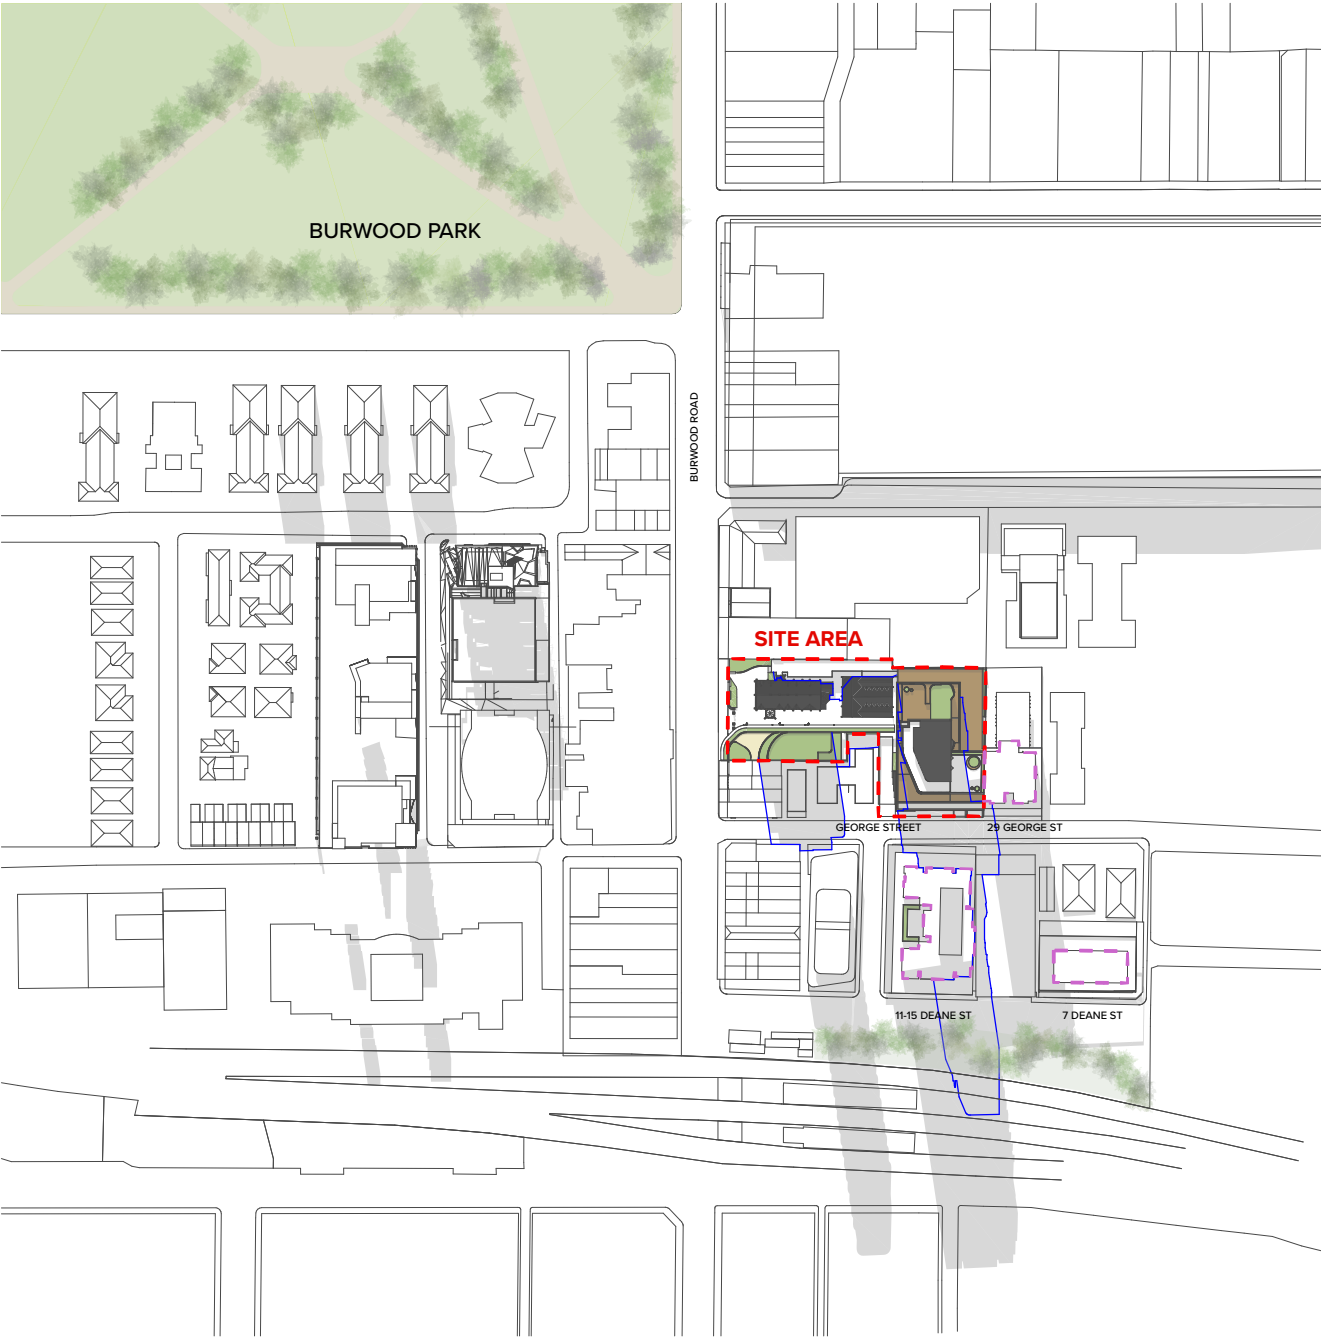 BURWOOD PARK
BURWOOD ROAD
SITE AREA
GEORGE STREET
29 GEORGE ST
11-15 DEANE ST
7 DEANE ST